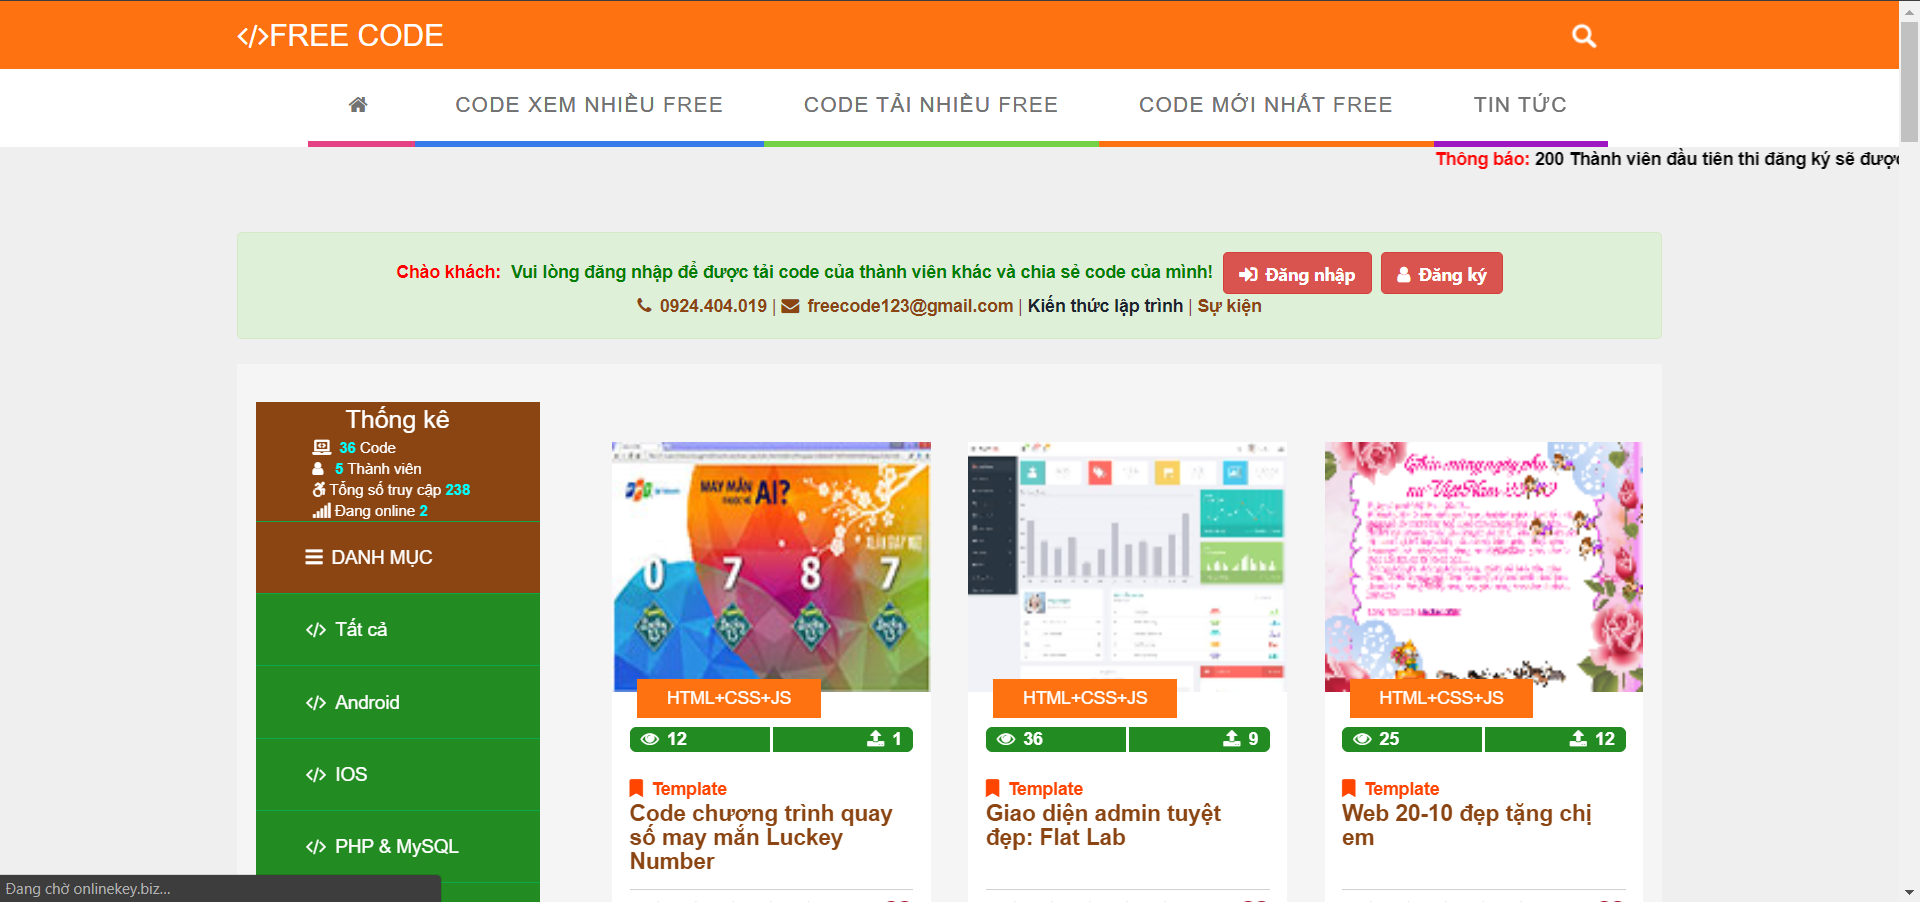 </>FREE CODE
CODE XEM NHIỀU FREE
CODE TẢI NHIỀU FREE
CODE MỚI NHẤT FREE
TIN TỨC
Thông báo: 200 Thành viên đầu tiên thi đăng ký sẽ được
Chào khách: Vui lòng đăng nhập để được tải code của thành viên khác và chia sẻ code của mình! Đăng nhập Đăng ký
0924.404.019 | freecode123@gmail.com | Kiến thức lập trình | Sự kiện
Thống kê
36 Code
5 Thành viên
Tổng số truy cập 238
Đang online 2
DANH MỤC
</> Tất cả
</> Android
</> IOS
</> PHP & MySQL
MAY MẮN
AI?
0 7 8 7
HTML+CSS+JS
12 1
Template
Code chương trình quay
số may mắn Luckey
Number
HTML+CSS+JS
36 9
Template
Giao diện admin tuyệt
đẹp: Flat Lab
HTML+CSS+JS
25 12
Template
Web 20-10 đẹp tặng chị
em
Đang chờ onlinekey.biz...